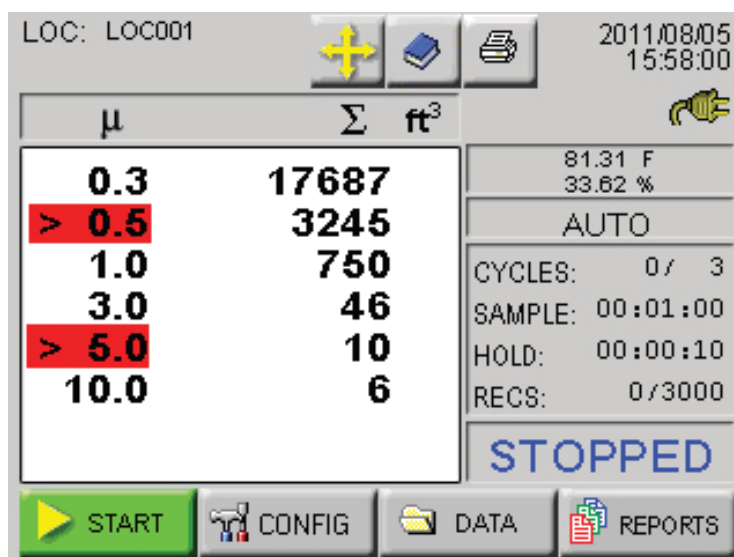 LOC: LOC001
2011/08/05
15:58:00
µ Σ ft³
0.3 17687
> 0.5 3245
1.0 750
3.0 46
> 5.0 10
10.0 6
81.31 F
33.62 %
AUTO
CYCLES: 0/ 3
SAMPLE: 00:01:00
HOLD: 00:00:10
RECS: 0/3000
STOPPED
START CONFIG DATA REPORTS